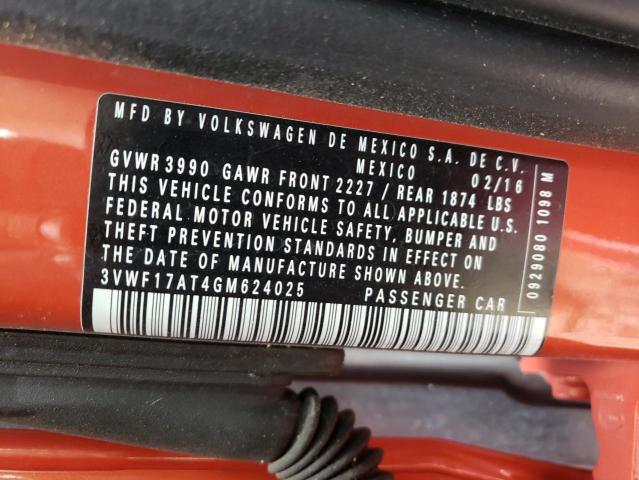 MFD BY VOLKSWAGEN DE MEXICO S.A. DE C.V.
MEXICO 02/16
GVWR 3990 GAWR FRONT 2227 / REAR 1874 LBS
THIS VEHICLE CONFORMS TO ALL APPLICABLE U.S.
FEDERAL MOTOR VEHICLE SAFETY, BUMPER AND
THEFT PREVENTION STANDARDS IN EFFECT ON
THE DATE OF MANUFACTURE SHOWN ABOVE.
3VWF17AT4GM624025 PASSENGER CAR
0929080 1098 M